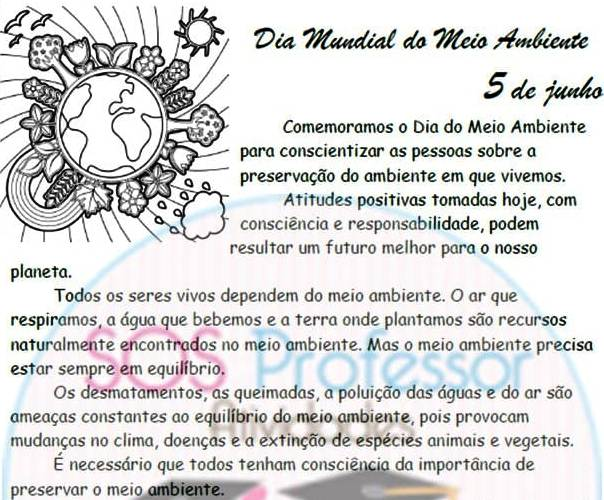 Dia Mundial do Meio Ambiente
5 de junho
Comemoramos o Dia do Meio Ambiente
para conscientizar as pessoas sobre a
preservação do ambiente em que vivemos.
Atitudes positivas tomadas hoje, com
consciência e responsabilidade, podem
resultar um futuro melhor para o nosso
planeta.
Todos os seres vivos dependem do meio ambiente. O ar que
respiramos, a água que bebemos e a terra onde plantamos são recursos
naturalmente encontrados no meio ambiente. Mas o meio ambiente precisa
estar sempre em equilíbrio.
Os desmatamentos, as queimadas, a poluição das águas e do ar são
ameaças constantes ao equilíbrio do meio ambiente, pois provocam
mudanças no clima, doenças e a extinção de espécies animais e vegetais.
É necessário que todos tenham consciência da importância de
preservar o meio ambiente.
SOS Professor
Atividades